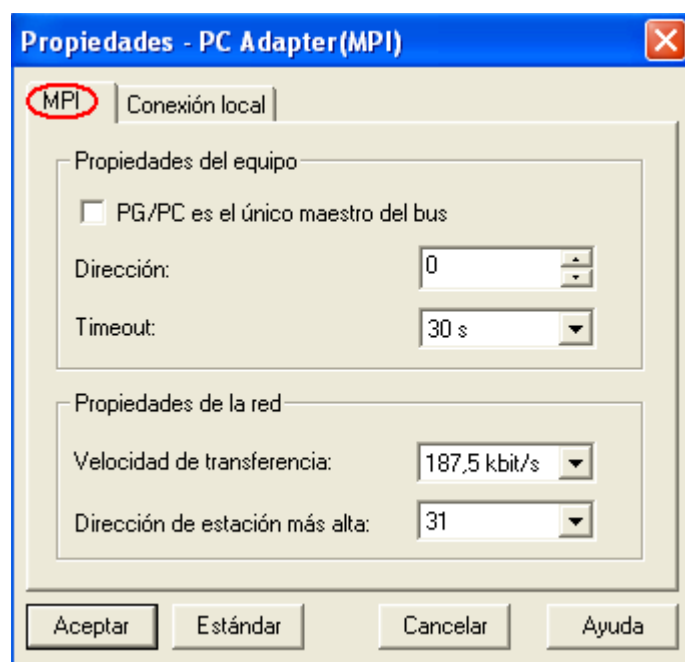 Propiedades - PC Adapter(MPI)
MPI
Conexión local
Propiedades del equipo
PG/PC es el único maestro del bus
Dirección:
0
Timeout:
30 s
Propiedades de la red
Velocidad de transferencia:
187,5 kbit/s
Dirección de estación más alta:
31
Aceptar
Estándar
Cancelar
Ayuda